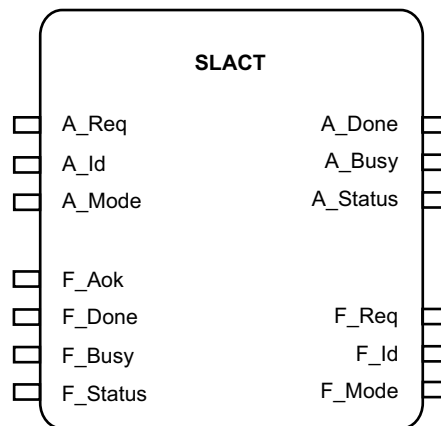 SLACT
A_Req A_Done
A_Id A_Busy
A_Mode A_Status
F_Aok
F_Done F_Req
F_Busy F_Id
F_Status F_Mode